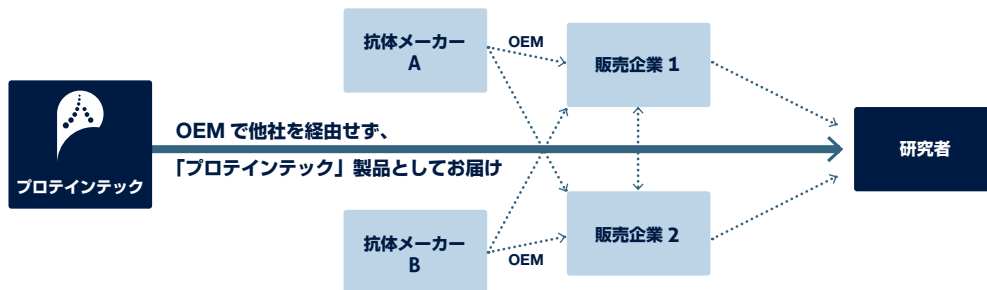 プロテインテック
OEM で他社を経由せず、
「プロテインテック」製品としてお届け
抗体メーカー
A
OEM
販売企業 1
抗体メーカー
B
OEM
販売企業 2
研究者